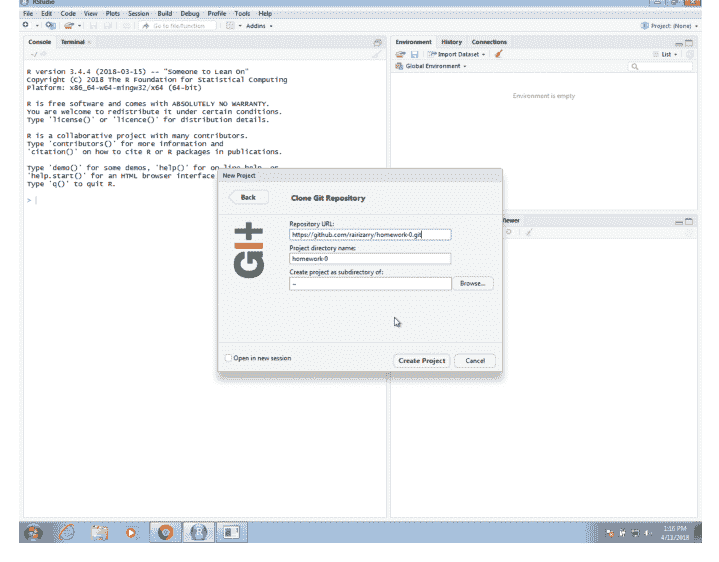 RStudio
File Edit Code View Plots Session Build Debug Profile Tools Help
Go to file/function Addins
Project: (None)
Console Terminal
R version 3.4.4 (2018-03-15) -- "Someone to Lean On"
Copyright (C) 2018 The R Foundation for Statistical Computing
Platform: x86_64-w64-mingw32/x64 (64-bit)
R is free software and comes with ABSOLUTELY NO WARRANTY.
You are welcome to redistribute it under certain conditions.
Type 'license()' or 'licence()' for distribution details.
R is a collaborative project with many contributors.
Type 'contributors()' for more information and
'citation()' on how to cite R or R packages in publications.
Type 'demo()' for some demos, 'help()' for on-line help, or
'help.start()' for an HTML browser interface
Type 'q()' to quit R.
>
Environment History Connections
Import Dataset
List
Global Environment
Environment is empty
New Project
Back
Clone Git Repository
git
Repository URL:
https://github.com/rairizarry/homework-0.git
Project directory name:
homework-0
Create project as subdirectory of:
~
Browse...
Open in new session
Create Project
Cancel
Viewer
1:16 PM
4/13/2018